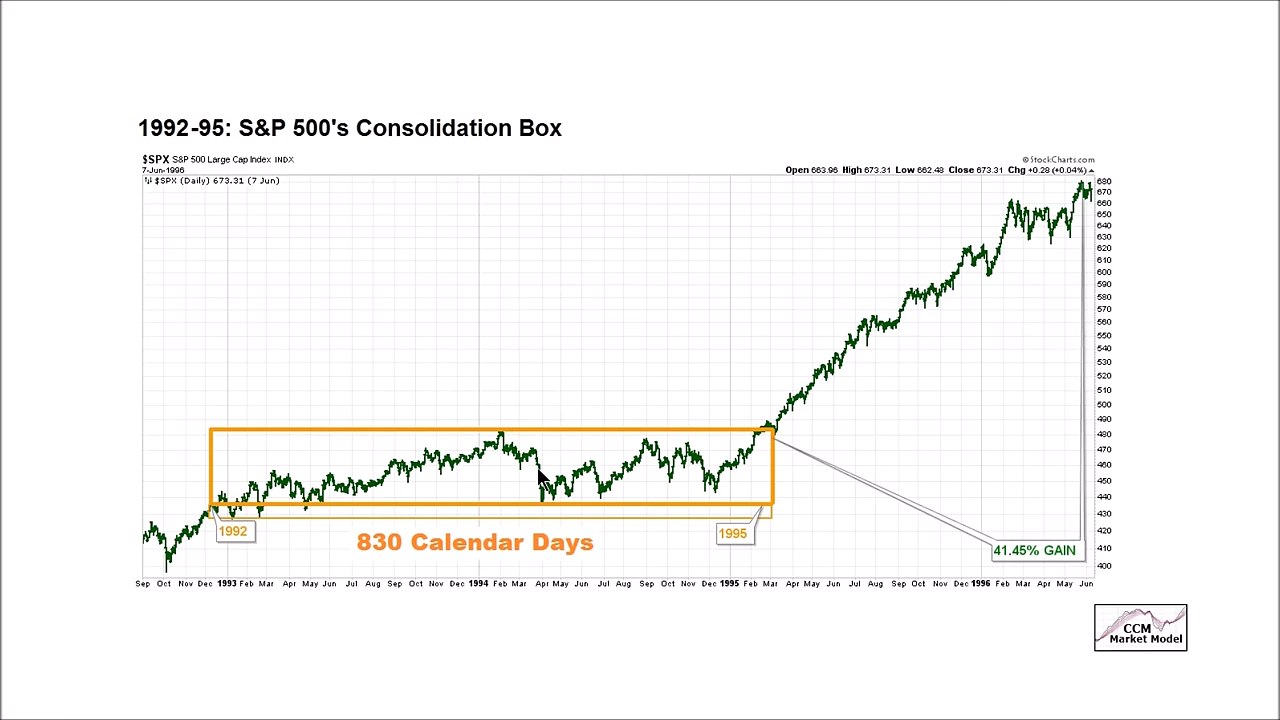 1992-95: S&P 500's Consolidation Box
$SPX S&P 500 Large Cap Index INDX
© StockCharts.com
7-Jun-1996
Open 663.96 High 673.31 Low 662.48 Close 673.31 Chg +0.28 (+0.04%)
$SPX (Daily) 673.31 (7 Jun)
680
670
660
650
640
630
620
610
600
590
580
570
560
550
540
530
520
510
500
490
480
470
460
450
440
430
420
410
400
1992
1995
830 Calendar Days
41.45% GAIN
Sep Oct Nov Dec 1993 Feb Mar Apr May Jun Jul Aug Sep Oct Nov Dec 1994 Feb Mar Apr May Jun Jul Aug Sep Oct Nov Dec 1995 Feb Mar Apr May Jun Jul Aug Sep Oct Nov Dec 1996 Feb Mar Apr May Jun
CCM
Market Model